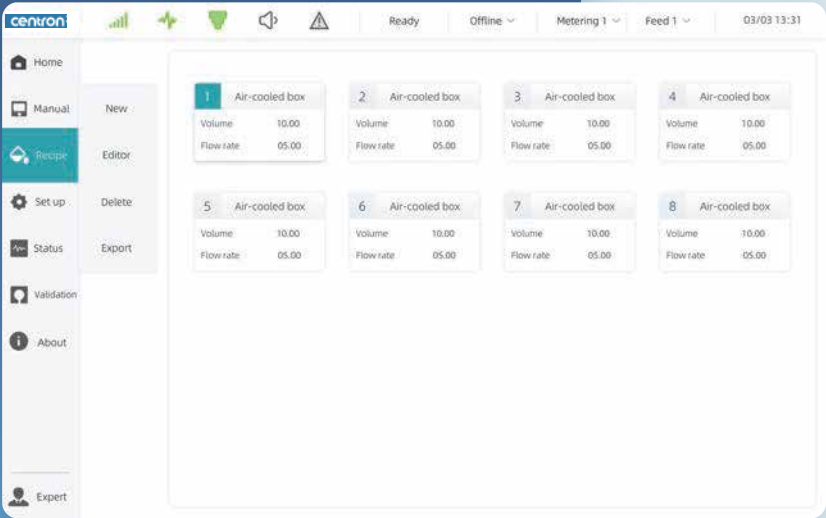 centron
Ready
Offline
Metering 1
Feed 1
03/03 13:31
Home
Manual
Recipe
Set up
Status
Validation
About
Expert
New
Editor
Delete
Export
1 Air-cooled box
Volume 10.00
Flow rate 05.00
2 Air-cooled box
Volume 10.00
Flow rate 05.00
3 Air-cooled box
Volume 10.00
Flow rate 05.00
4 Air-cooled box
Volume 10.00
Flow rate 05.00
5 Air-cooled box
Volume 10.00
Flow rate 05.00
6 Air-cooled box
Volume 10.00
Flow rate 05.00
7 Air-cooled box
Volume 10.00
Flow rate 05.00
8 Air-cooled box
Volume 10.00
Flow rate 05.00